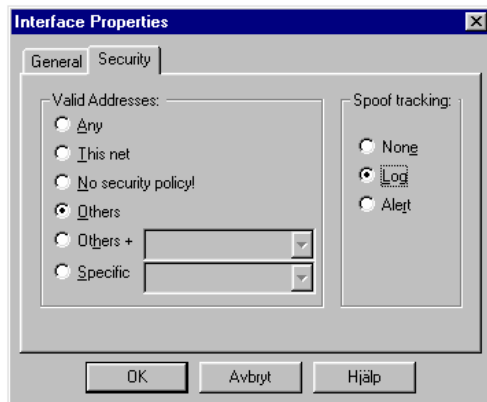 Interface Properties
General Security
Valid Addresses:
Any
This net
No security policy!
Others
Others +
Specific
Spoof tracking:
None
Log
Alert
OK Avbryt Hjälp